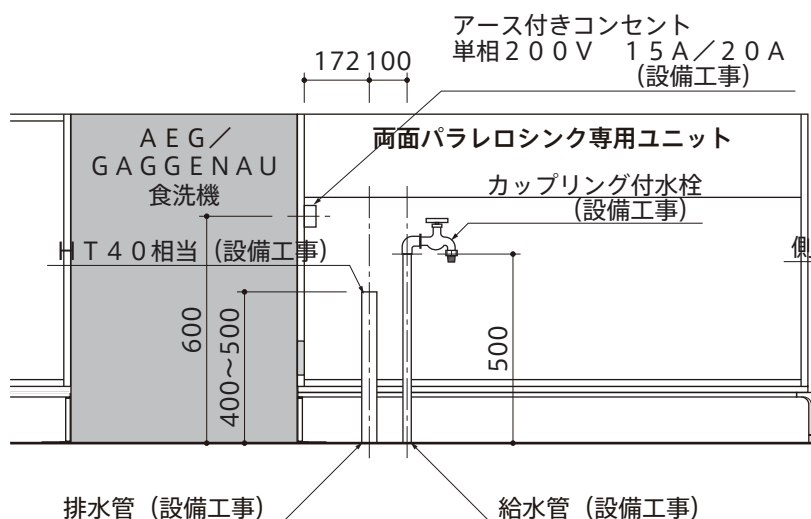 アース付きコンセント
単相２００Ｖ　１５Ａ／２０Ａ
(設備工事)
172
100
ＡＥＧ／
ＧＡＧＧＥＮＡＵ
食洗機
両面パラレロシンク専用ユニット
カップリング付水栓
(設備工事)
ＨＴ４０相当 (設備工事)
側
600
400～500
500
排水管 (設備工事)
給水管 (設備工事)